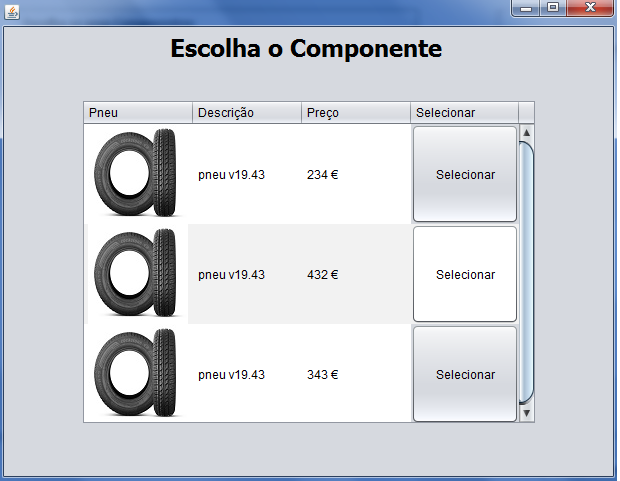 Escolha o Componente
Pneu Descrição Preço Selecionar
pneu v19.43 234 € Selecionar
pneu v19.43 432 € Selecionar
pneu v19.43 343 € Selecionar